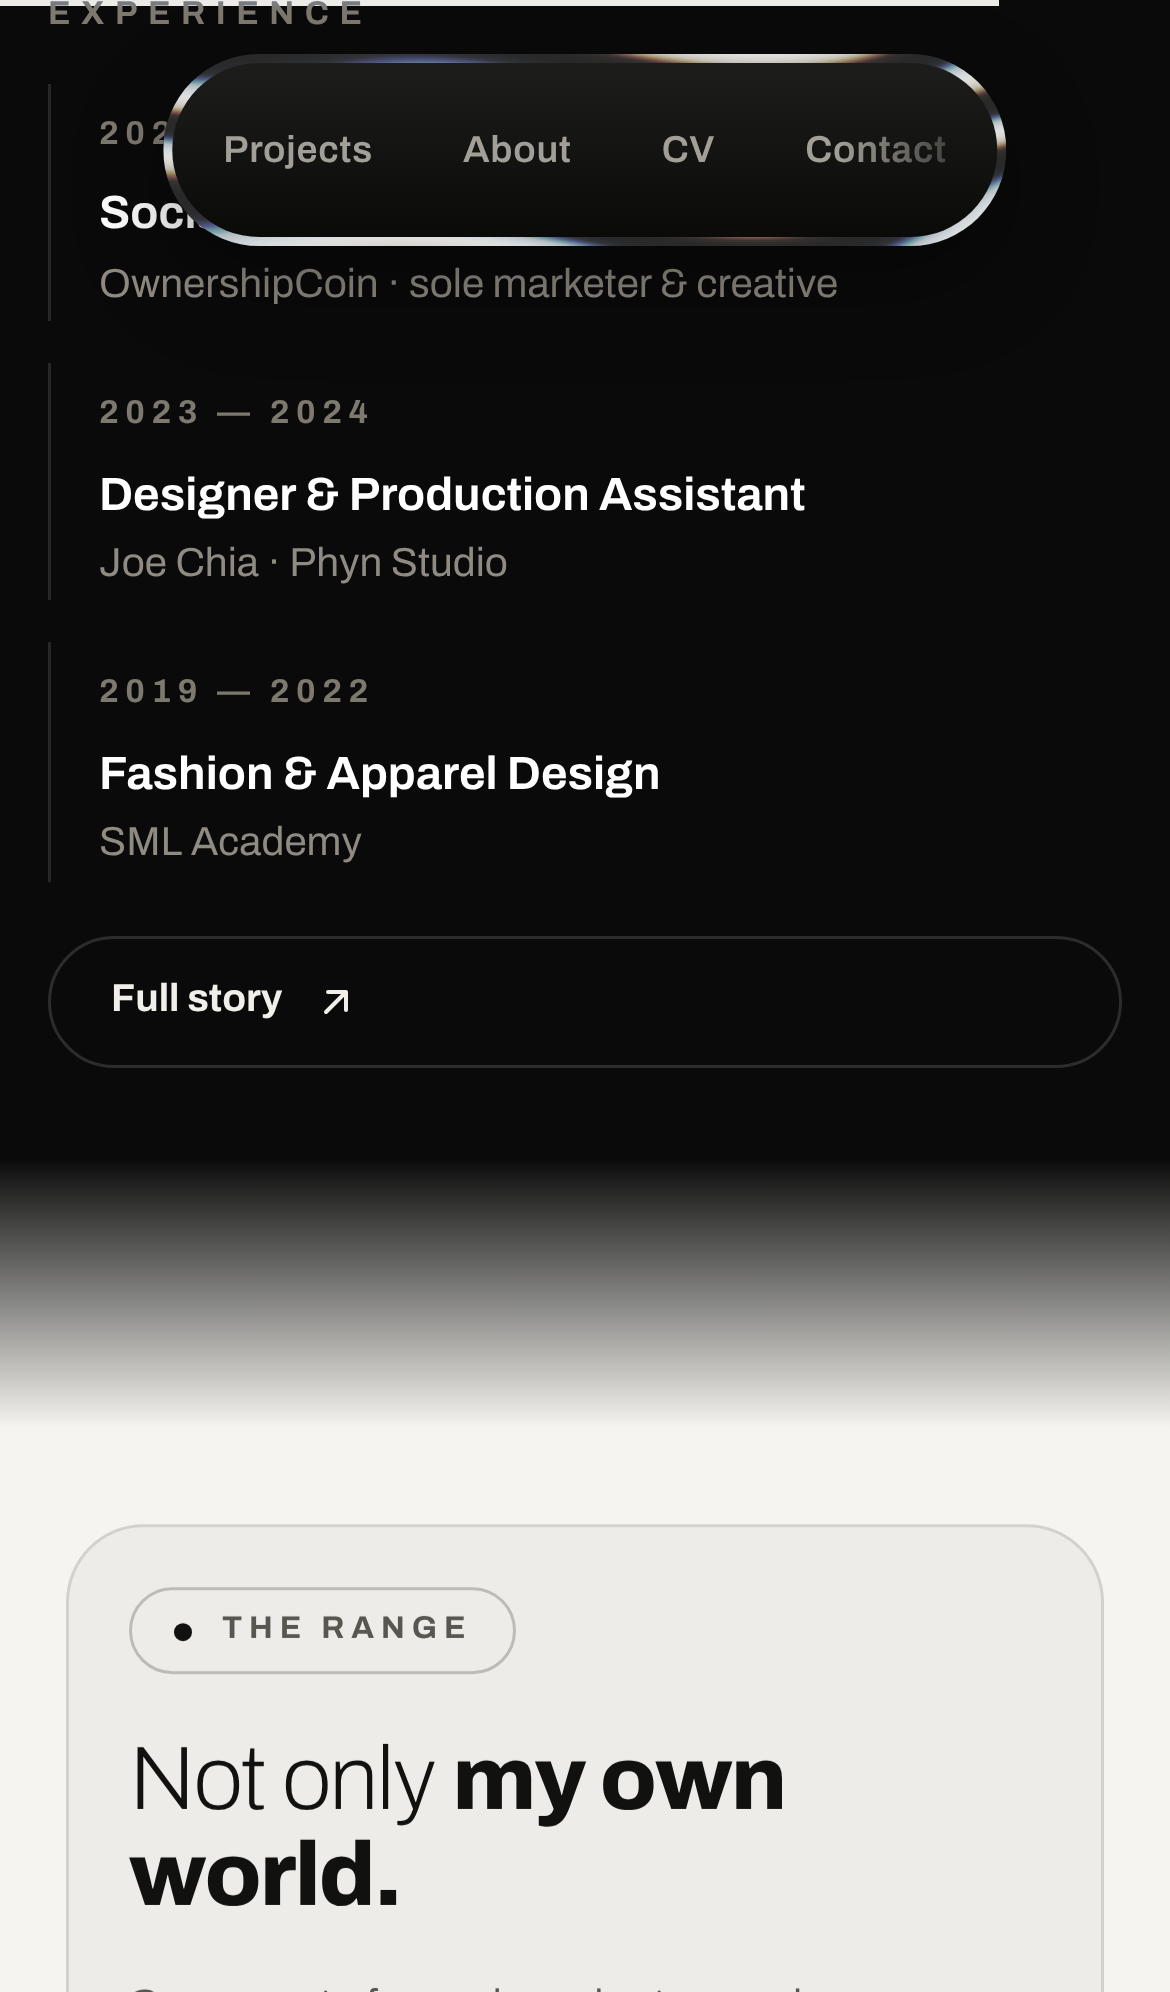 EXPERIENCE
Projects About CV Contact
OwnershipCoin · sole marketer & creative
2023 — 2024
Designer & Production Assistant
Joe Chia · Phyn Studio
2019 — 2022
Fashion & Apparel Design
SML Academy
Full story
THE RANGE
Not only my own
world.